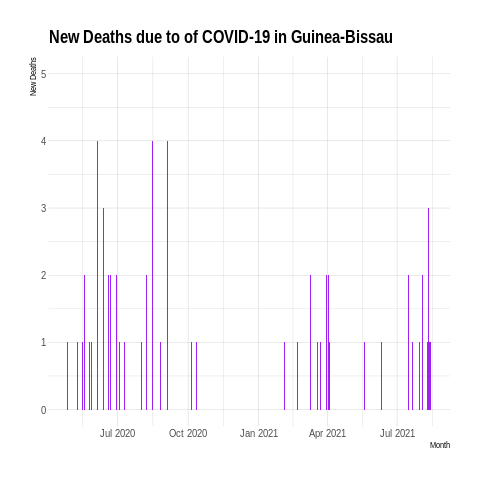 New Deaths due to of COVID-19 in Guinea-Bissau
New Deaths
5
4
3
2
1
0
Jul 2020 Oct 2020 Jan 2021 Apr 2021 Jul 2021
Month